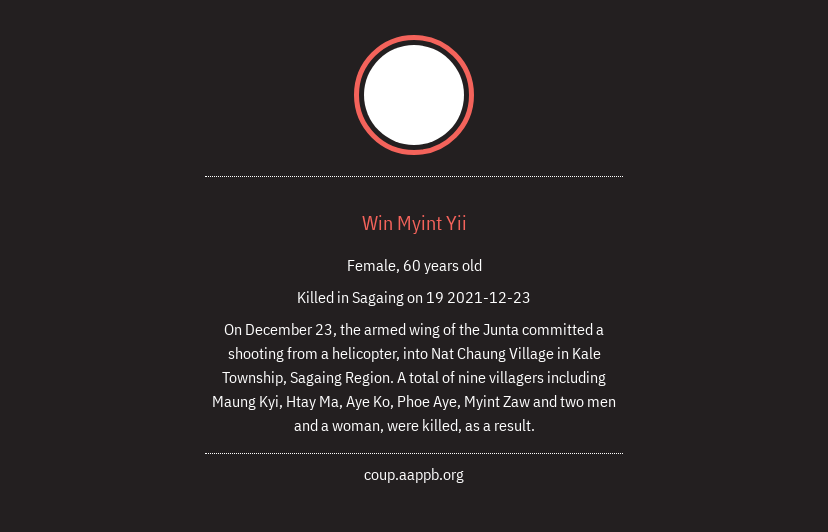 Win Myint Yii
Female, 60 years old
Killed in Sagaing on 19 2021-12-23
On December 23, the armed wing of the Junta committed a
shooting from a helicopter, into Nat Chaung Village in Kale
Township, Sagaing Region. A total of nine villagers including
Maung Kyi, Htay Ma, Aye Ko, Phoe Aye, Myint Zaw and two men
and a woman, were killed, as a result.
coup.aappb.org